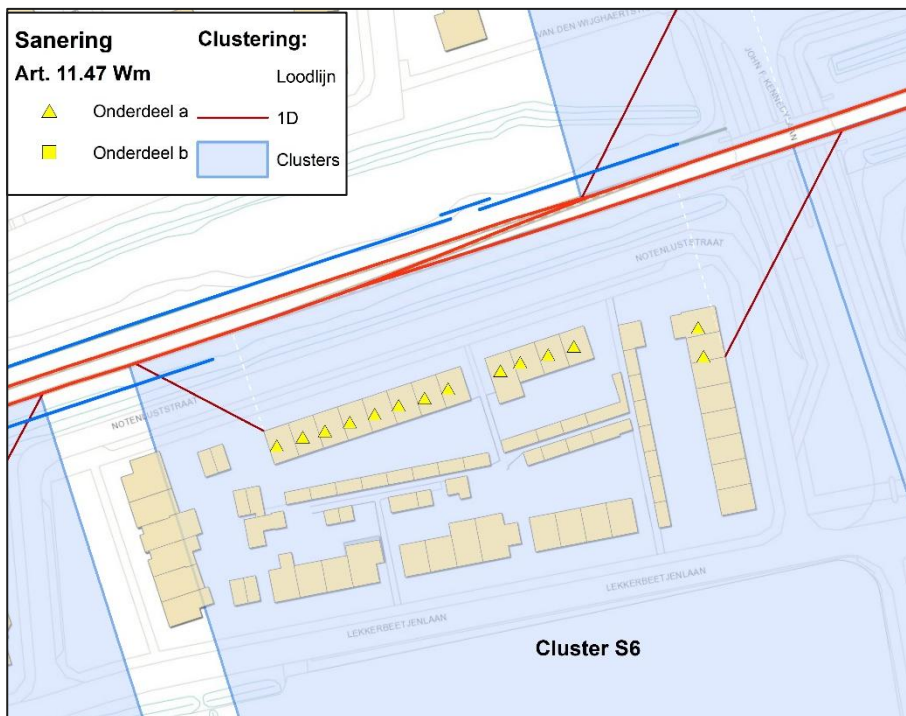 Sanering
Art. 11.47 Wm
Onderdeel a
Onderdeel b
Clustering:
Loodlijn
1D
Clusters
VAN DEN WIJGHAERTSTRAAT
JOHN F. KENNEDYLAAN
NOTENLUSTSTRAAT
NOTENLUSTSTRAAT
LEKKERBEETJENLAAN
LEKKERBEETJENLAAN
Cluster S6